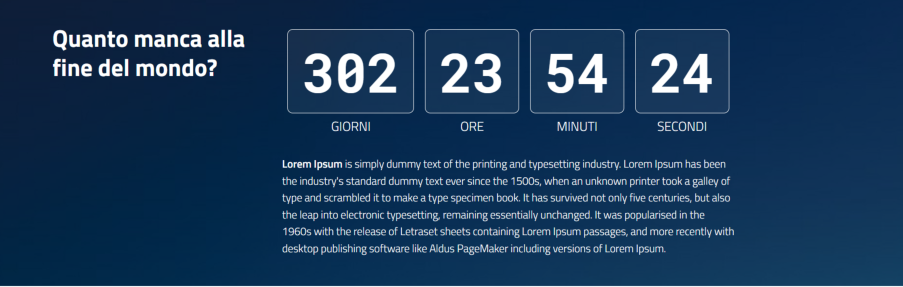 Quanto manca alla
fine del mondo?
302 23 54 24
GIORNI ORE MINUTI SECONDI
Lorem Ipsum is simply dummy text of the printing and typesetting industry. Lorem Ipsum has been
the industry's standard dummy text ever since the 1500s, when an unknown printer took a galley of
type and scrambled it to make a type specimen book. It has survived not only five centuries, but also
the leap into electronic typesetting, remaining essentially unchanged. It was popularised in the
1960s with the release of Letraset sheets containing Lorem Ipsum passages, and more recently with
desktop publishing software like Aldus PageMaker including versions of Lorem Ipsum.